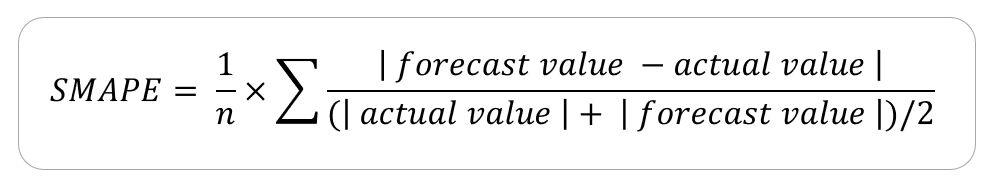 SMAPE = 1/n × ∑ | forecast value − actual value | / (| actual value | + | forecast value |)/2